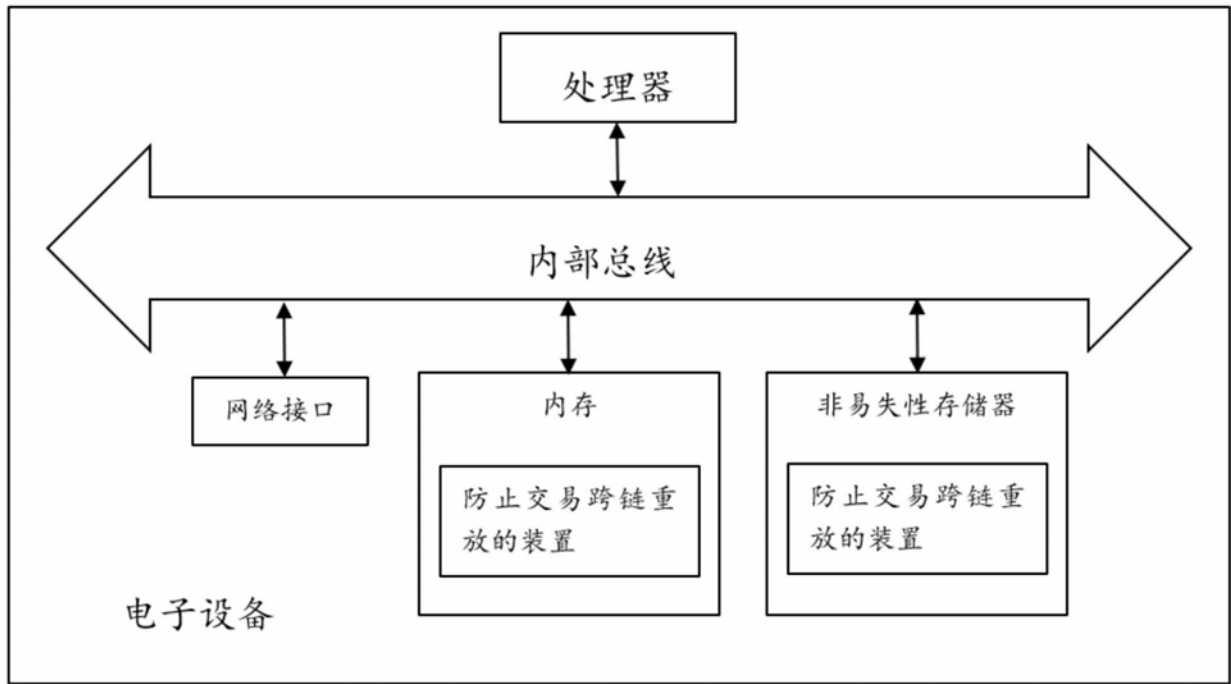 处理器
内部总线
网络接口
内存
非易失性存储器
防止交易跨链重
放的装置
防止交易跨链重
放的装置
电子设备